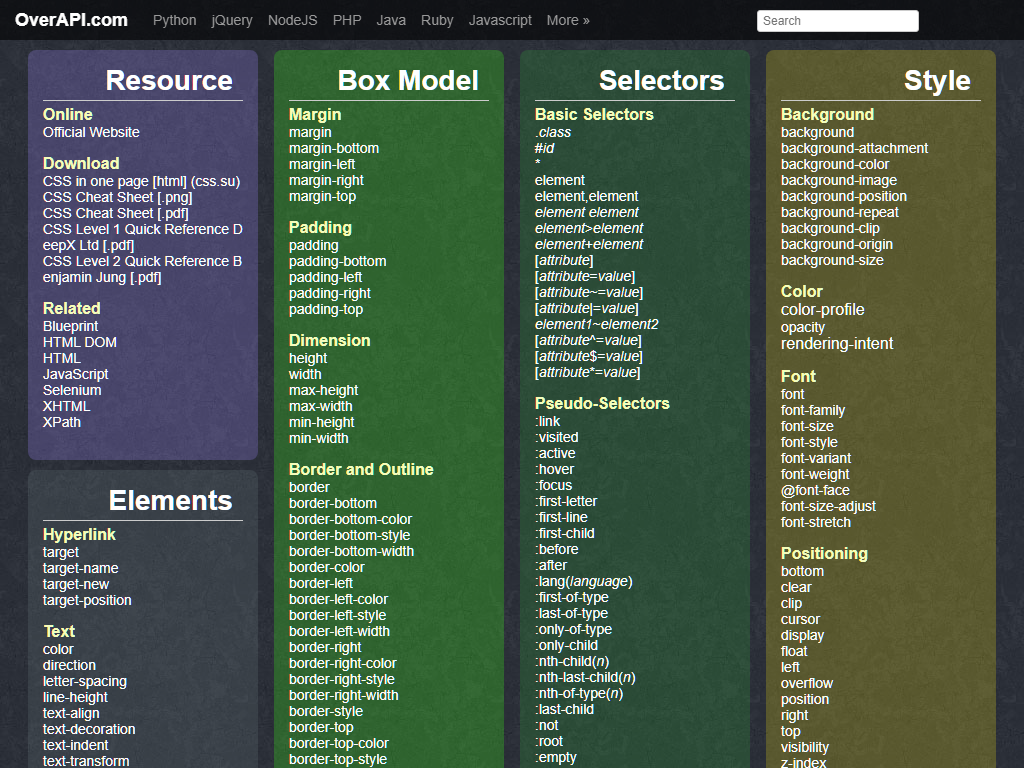 OverAPI.com Python jQuery NodeJS PHP Java Ruby Javascript More » Search
Resource
Online
Official Website
Download
CSS in one page [html] (css.su)
CSS Cheat Sheet [.png]
CSS Cheat Sheet [.pdf]
CSS Level 1 Quick Reference D
eepX Ltd [.pdf]
CSS Level 2 Quick Reference B
enjamin Jung [.pdf]
Related
Blueprint
HTML DOM
HTML
JavaScript
Selenium
XHTML
XPath
Elements
Hyperlink
target
target-name
target-new
target-position
Text
color
direction
letter-spacing
line-height
text-align
text-decoration
text-indent
text-transform
Box Model
Margin
margin
margin-bottom
margin-left
margin-right
margin-top
Padding
padding
padding-bottom
padding-left
padding-right
padding-top
Dimension
height
width
max-height
max-width
min-height
min-width
Border and Outline
border
border-bottom
border-bottom-color
border-bottom-style
border-bottom-width
border-color
border-left
border-left-color
border-left-style
border-left-width
border-right
border-right-color
border-right-style
border-right-width
border-style
border-top
border-top-color
border-top-style
Selectors
Basic Selectors
.class
#id
*
element
element,element
element element
element>element
element+element
[attribute]
[attribute=value]
[attribute~=value]
[attribute|=value]
element1~element2
[attribute^=value]
[attribute$=value]
[attribute*=value]
Pseudo-Selectors
:link
:visited
:active
:hover
:focus
:first-letter
:first-line
:first-child
:before
:after
:lang(language)
:first-of-type
:last-of-type
:only-of-type
:only-child
:nth-child(n)
:nth-last-child(n)
:nth-of-type(n)
:last-child
:not
:root
:empty
Style
Background
background
background-attachment
background-color
background-image
background-position
background-repeat
background-clip
background-origin
background-size
Color
color-profile
opacity
rendering-intent
Font
font
font-family
font-size
font-style
font-variant
font-weight
@font-face
font-size-adjust
font-stretch
Positioning
bottom
clear
clip
cursor
display
float
left
overflow
position
right
top
visibility
z-index